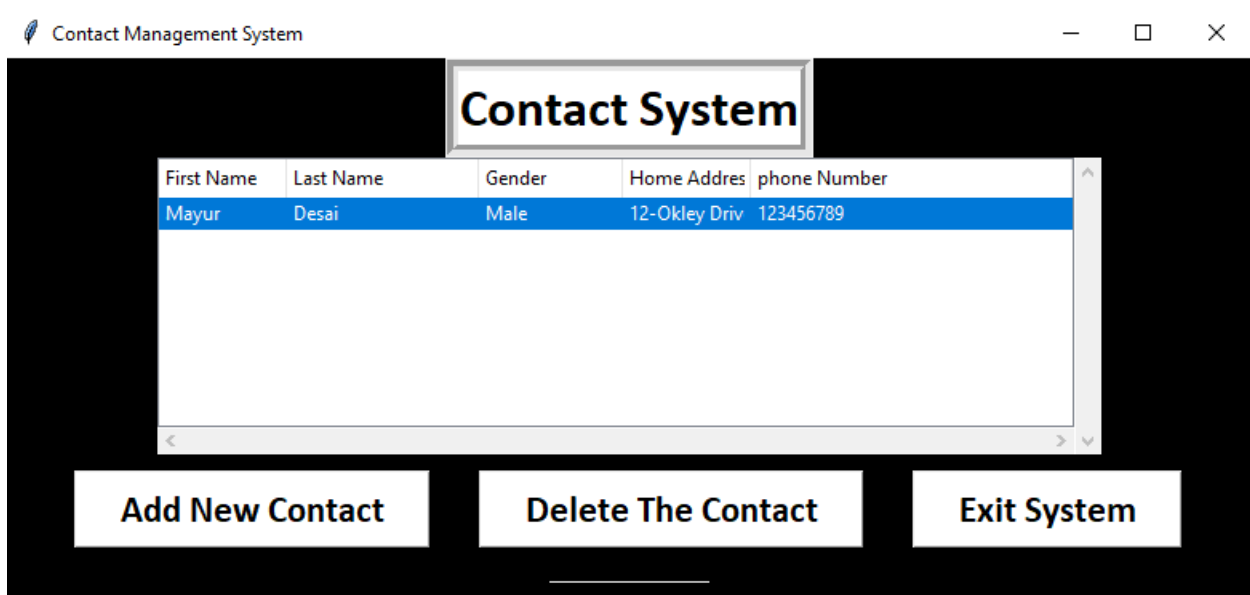 Contact Management System
Contact System
First Name Last Name Gender Home Addres phone Number
Mayur Desai Male 12-Okley Driv 123456789
Add New Contact Delete The Contact Exit System